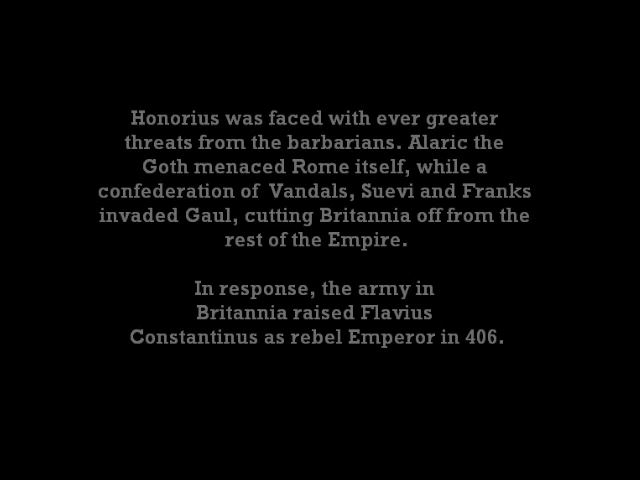 Honorius was faced with ever greater
threats from the barbarians. Alaric the
Goth menaced Rome itself, while a
confederation of Vandals, Suevi and Franks
invaded Gaul, cutting Britannia off from the
rest of the Empire.
In response, the army in
Britannia raised Flavius
Constantinus as rebel Emperor in 406.